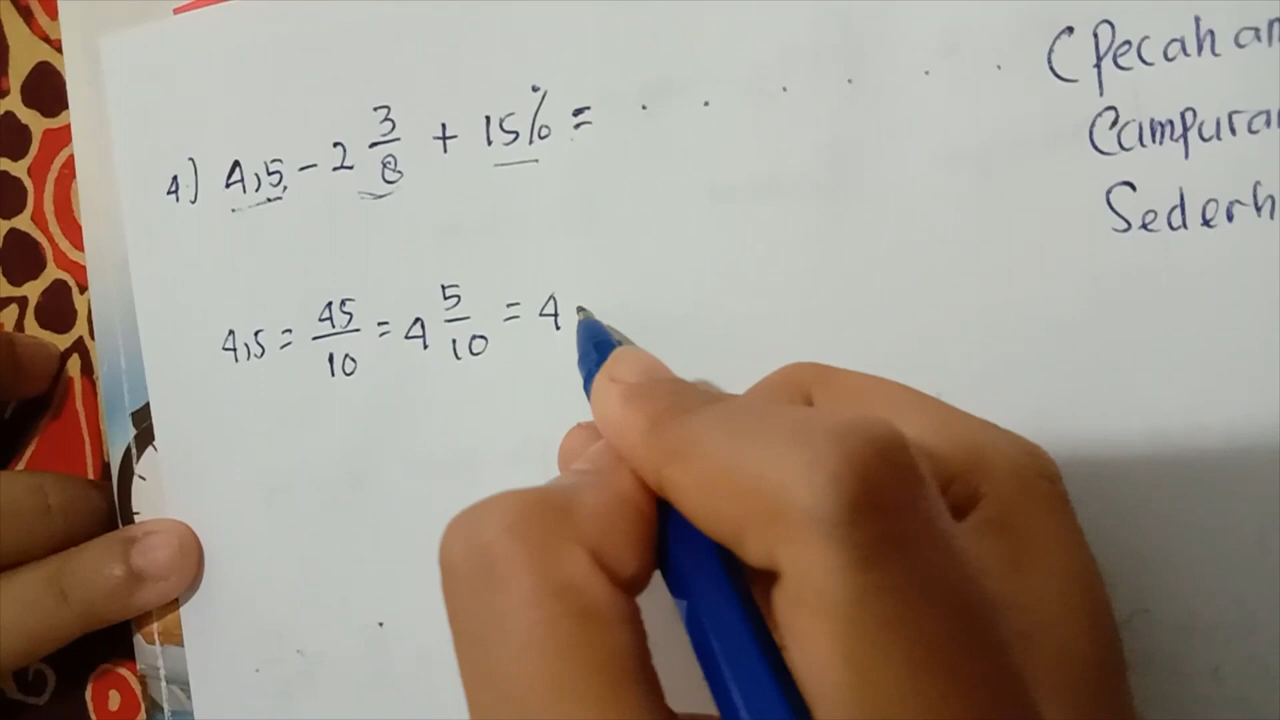 4) 4,5 - 2 3/8 + 15% = . . . . . . (Pecahan
Campuran
Sederh
4,5 = 45/10 = 4 5/10 = 4